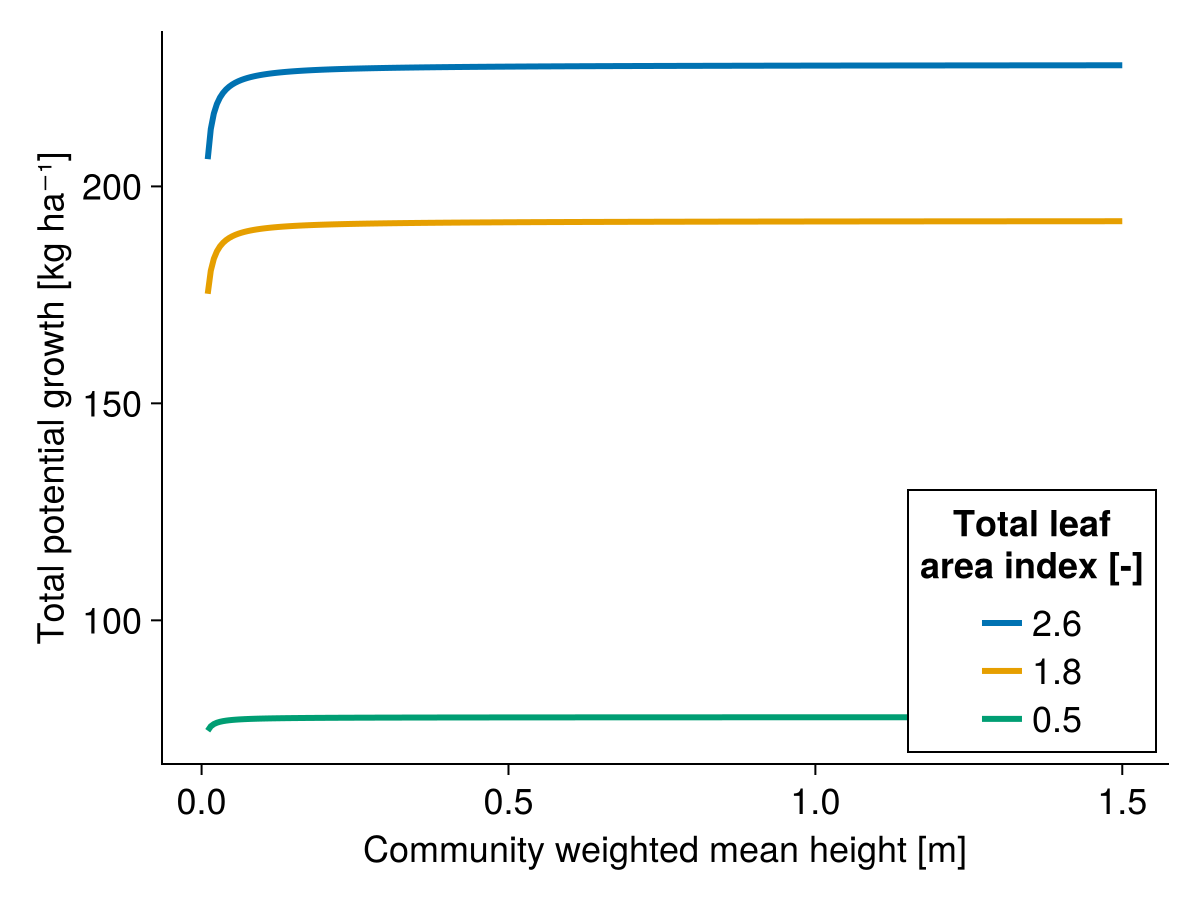 Total potential growth [kg ha⁻¹]
200
150
100
Total leaf
area index [-]
2.6
1.8
0.5
0.0
0.5
1.0
1.5
Community weighted mean height [m]